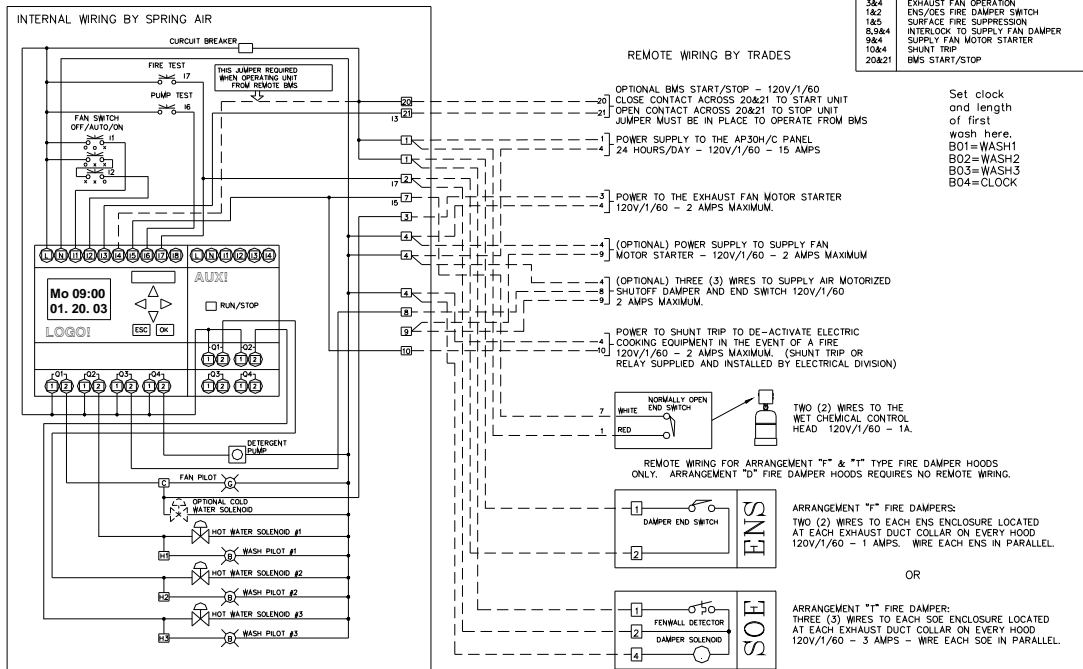 INTERNAL WIRING BY SPRING AIR
CURCUIT BREAKER
FIRE TEST
I7
THIS JUMPER REQUIRED
WHEN OPERATING UNIT
FROM REMOTE BMS
PUMP TEST
I6
FAN SWITCH
OFF/AUTO/ON
I1
I2
L N I1 I2 I3 I4 I5 I6 I7 I8
L N I1 I2 I3 I4
AUX!
Mo 09:00
01. 20. 03
RUN/STOP
ESC OK
LOGO!
Q1 Q2
1 2 1 2
Q1 Q2 Q3 Q4
1 2 1 2 1 2 1 2
Q3 Q4
1 2 1 2
DETERGENT
PUMP
C FAN PILOT G
OPTIONAL COLD
WATER SOLENOID
HOT WATER SOLENOID #1
H1 B WASH PILOT #1
HOT WATER SOLENOID #2
H2 B WASH PILOT #2
HOT WATER SOLENOID #3
H3 B WASH PILOT #3
20
21
I3
1
1
2
I7
7
I5
3
4
4
4
8
9
10
3&4 EXHAUST FAN OPERATION
1&2 ENS/OES FIRE DAMPER SWITCH
1&5 SURFACE FIRE SUPPRESSION
8,9&4 INTERLOCK TO SUPPLY FAN DAMPER
9&4 SUPPLY FAN MOTOR STARTER
10&4 SHUNT TRIP
20&21 BMS START/STOP
REMOTE WIRING BY TRADES
OPTIONAL BMS START/STOP - 120V/1/60
20 CLOSE CONTACT ACROSS 20&21 TO START UNIT
21 OPEN CONTACT ACROSS 20&21 TO STOP UNIT
JUMPER MUST BE IN PLACE TO OPERATE FROM BMS
1 POWER SUPPLY TO THE AP30H/C PANEL
4 24 HOURS/DAY - 120V/1/60 - 15 AMPS
3 POWER TO THE EXHAUST FAN MOTOR STARTER
4 120V/1/60 - 2 AMPS MAXIMUM.
4 (OPTIONAL) POWER SUPPLY TO SUPPLY FAN
9 MOTOR STARTER - 120V/1/60 - 2 AMPS MAXIMUM
4 (OPTIONAL) THREE (3) WIRES TO SUPPLY AIR MOTORIZED
8 SHUTOFF DAMPER AND END SWITCH 120V/1/60
9 2 AMPS MAXIMUM.
POWER TO SHUNT TRIP TO DE-ACTIVATE ELECTRIC
4 COOKING EQUIPMENT IN THE EVENT OF A FIRE
10 120V/1/60 - 2 AMPS MAXIMUM. (SHUNT TRIP OR
RELAY SUPPLIED AND INSTALLED BY ELECTRICAL DIVISION)
Set clock
and length
of first
wash here.
B01=WASH1
B02=WASH2
B03=WASH3
B04=CLOCK
NORMALLY OPEN
END SWITCH
7 WHITE
1 RED
TWO (2) WIRES TO THE
WET CHEMICAL CONTROL
HEAD 120V/1/60 - 1A.
REMOTE WIRING FOR ARRANGEMENT "F" & "T" TYPE FIRE DAMPER HOODS
ONLY. ARRANGEMENT "D" FIRE DAMPER HOODS REQUIRES NO REMOTE WIRING.
1
DAMPER END SWITCH
2
ENS
ARRANGEMENT "F" FIRE DAMPERS:
TWO (2) WIRES TO EACH ENS ENCLOSURE LOCATED
AT EACH EXHAUST DUCT COLLAR ON EVERY HOOD
120V/1/60 - 1 AMPS. WIRE EACH ENS IN PARALLEL.
OR
1
FENWALL DETECTOR
2
DAMPER SOLENOID
4
SOE
ARRANGEMENT "T" FIRE DAMPER:
THREE (3) WIRES TO EACH SOE ENCLOSURE LOCATED
AT EACH EXHAUST DUCT COLLAR ON EVERY HOOD
120V/1/60 - 3 AMPS - WIRE EACH SOE IN PARALLEL.